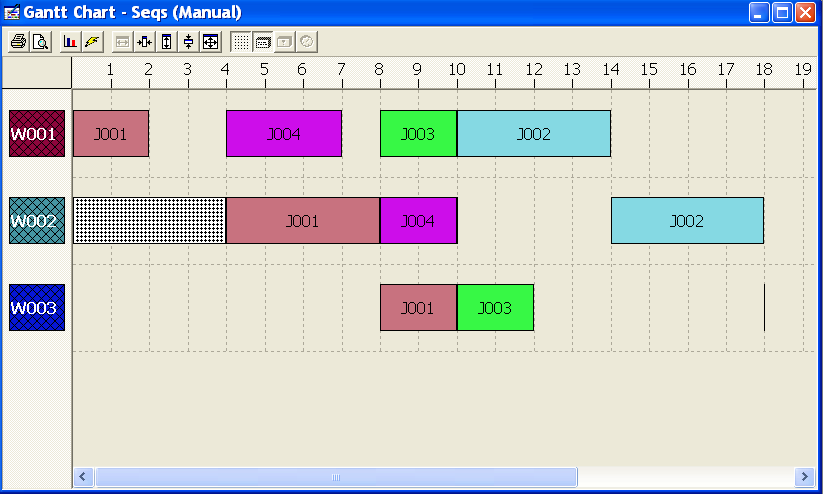 Gantt Chart - Seqs (Manual)
1 2 3 4 5 6 7 8 9 10 11 12 13 14 15 16 17 18 19
W001 J001 J004 J003 J002
W002 J001 J004 J002
W003 J001 J003